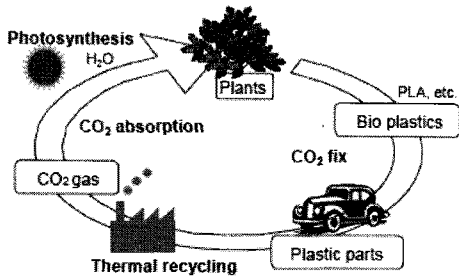 Photosynthesis
H₂O
Plants
PLA, etc.
Bio plastics
CO₂ absorption
CO₂ fix
CO₂ gas
Plastic parts
Thermal recycling